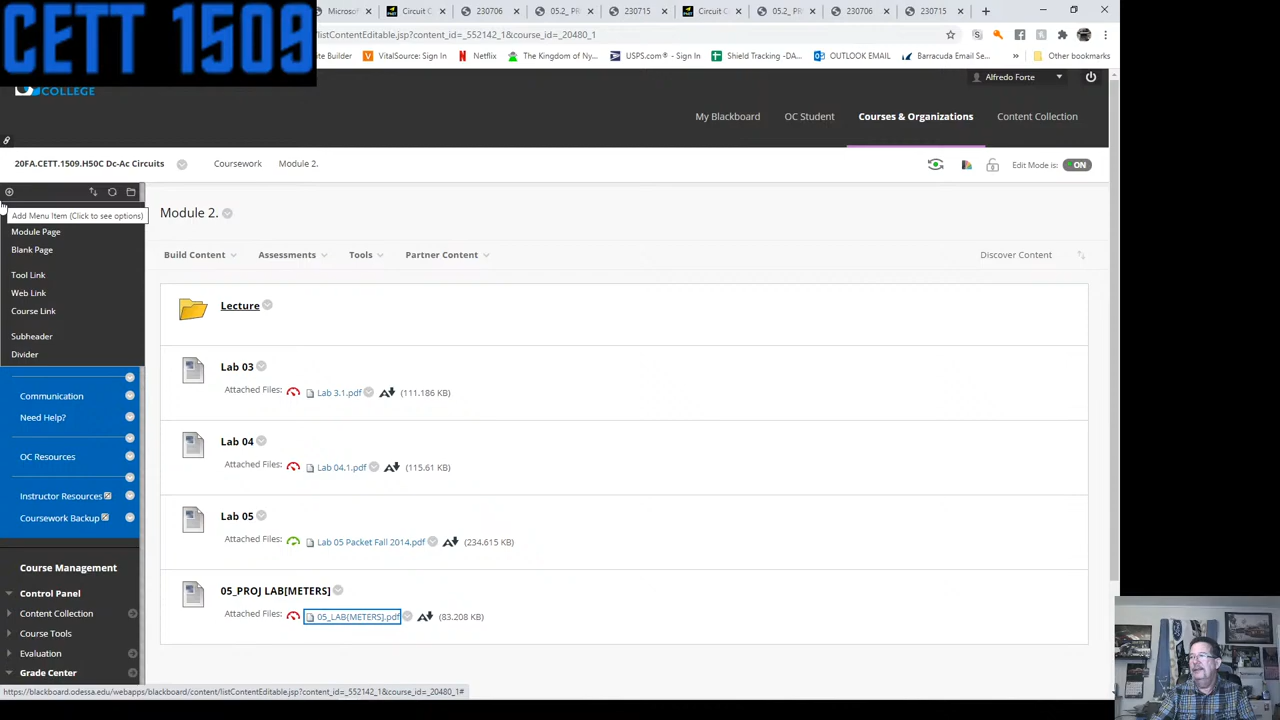 CETT 1509
Microsof
Circuit C
230706
05.2_ P
230715
Circuit C
05.2_ P
230706
230715
listContentEditable.jsp?content_id=_552142_1&course_id=_20480_1
te Builder
VitalSource: Sign In
Netflix
The Kingdom of Ny...
USPS.com® - Sign In
Shield Tracking -DA...
OUTLOOK EMAIL
Barracuda Email Se...
»
Other bookmarks
COLLEGE
Alfredo Forte
My Blackboard
OC Student
Courses & Organizations
Content Collection
20FA.CETT.1509.H50C Dc-Ac Circuits
Coursework
Module 2.
Edit Mode is:
ON
Add Menu Item (Click to see options)
Module Page
Blank Page
Tool Link
Web Link
Course Link
Subheader
Divider
Communication
Need Help?
OC Resources
Instructor Resources
Coursework Backup
Course Management
Control Panel
Content Collection
Course Tools
Evaluation
Grade Center
Module 2.
Build Content
Assessments
Tools
Partner Content
Discover Content
Lecture
Lab 03
Attached Files: Lab 3.1.pdf (111.186 KB)
Lab 04
Attached Files: Lab 04.1.pdf (115.61 KB)
Lab 05
Attached Files: Lab 05 Packet Fall 2014.pdf (234.615 KB)
05_PROJ LAB[METERS]
Attached Files: 05_LAB[METERS].pdf (83.208 KB)
https://blackboard.odessa.edu/webapps/blackboard/content/listContentEditable.jsp?content_id=_552142_1&course_id=_20480_1#